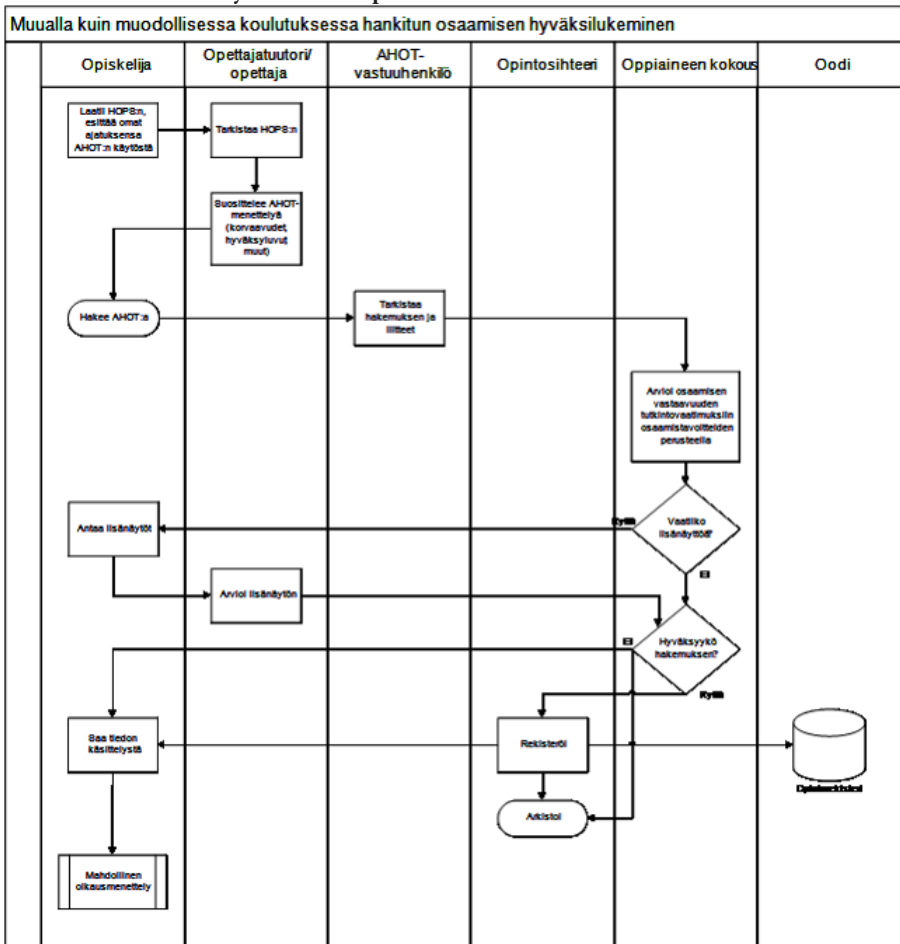 Muualla kuin muodollisessa koulutuksessa hankitun osaamisen hyväksilukeminen
Opiskelija
Opettajatuutori/
opettaja
AHOT-
vastuuhenkilö
Opintosihteeri
Oppiaineen kokous
Oodi
Laatii HOPS:n,
esittää omat
ajatuksensa
AHOT:n käytöstä
Tarkistaa HOPS:n
Suosittelee AHOT-
menettelyä
(korvaavudet,
hyväksyluvut,
muut)
Hakee AHOT:a
Tarkistaa
hakemuksen ja
liitteet
Arvioi osaamisen
vastaavuuden
tutkintovaatimuksiin
osaamistavoitteiden
perusteella
Antaa lisänäytöt
Kyllä
Vaatiiko
lisänäyttöä?
Ei
Arvioi lisänäytön
Ei
Hyväksyykö
hakemuksen?
Kyllä
Saa tiedon
käsittelystä
Rekisteröi
Arkistoi
Mahdollinen
oikausmenettely